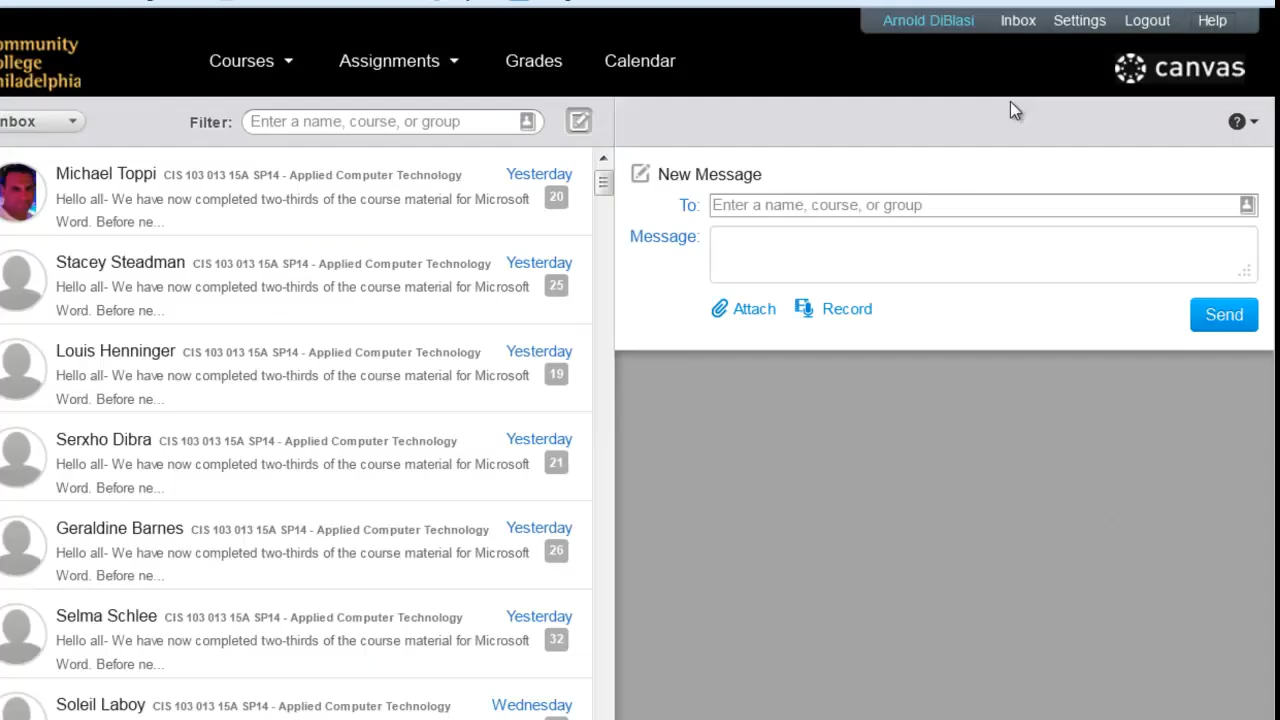 Arnold DiBlasi Inbox Settings Logout Help
ommunity
ollege
hiladelphia
Courses Assignments Grades Calendar
canvas
nbox Filter: Enter a name, course, or group
Michael Toppi CIS 103 013 15A SP14 - Applied Computer Technology Yesterday
Hello all- We have now completed two-thirds of the course material for Microsoft 20
Word. Before ne...
Stacey Steadman CIS 103 013 15A SP14 - Applied Computer Technology Yesterday
Hello all- We have now completed two-thirds of the course material for Microsoft 25
Word. Before ne...
Louis Henninger CIS 103 013 15A SP14 - Applied Computer Technology Yesterday
Hello all- We have now completed two-thirds of the course material for Microsoft 19
Word. Before ne...
Serxho Dibra CIS 103 013 15A SP14 - Applied Computer Technology Yesterday
Hello all- We have now completed two-thirds of the course material for Microsoft 21
Word. Before ne...
Geraldine Barnes CIS 103 013 15A SP14 - Applied Computer Technology Yesterday
Hello all- We have now completed two-thirds of the course material for Microsoft 26
Word. Before ne...
Selma Schlee CIS 103 013 15A SP14 - Applied Computer Technology Yesterday
Hello all- We have now completed two-thirds of the course material for Microsoft 32
Word. Before ne...
Soleil Laboy CIS 103 013 15A SP14 - Applied Computer Technology Wednesday
New Message
To: Enter a name, course, or group
Message:
Attach Record
Send